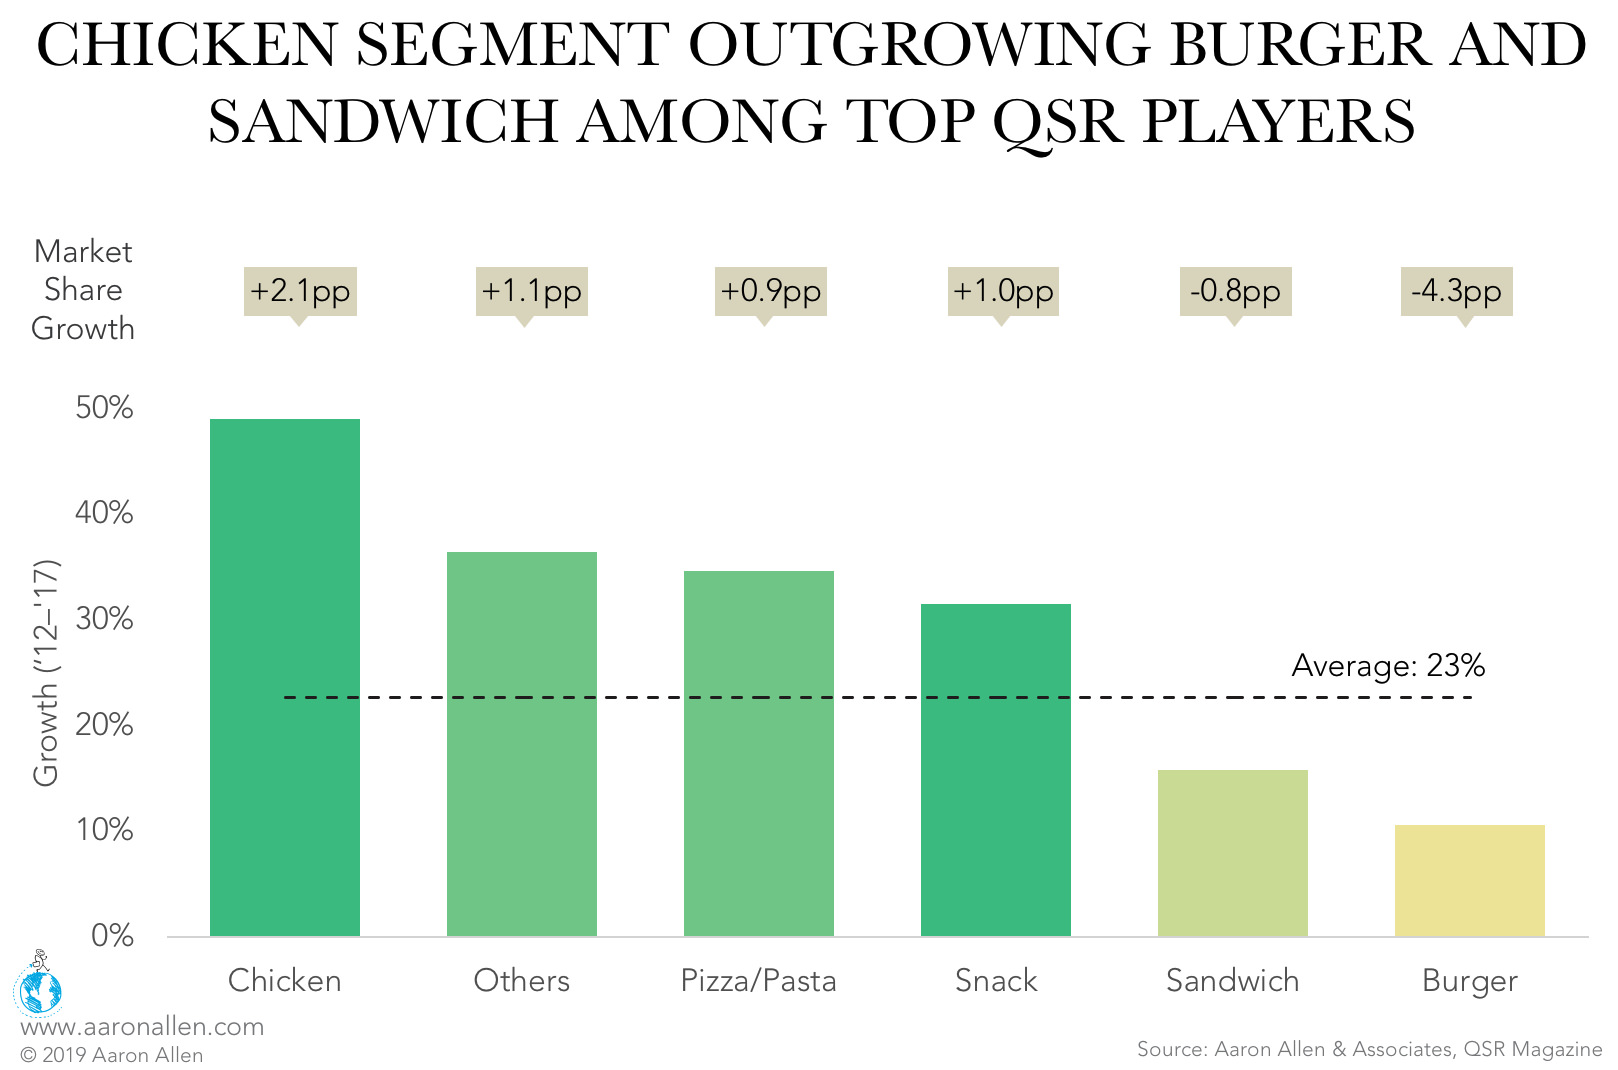 CHICKEN SEGMENT OUTGROWING BURGER AND
SANDWICH AMONG TOP QSR PLAYERS
Market
Share
Growth
+2.1pp
+1.1pp
+0.9pp
+1.0pp
-0.8pp
-4.3pp
50%
40%
30%
20%
10%
0%
Growth (‘12–'17)
Average: 23%
Chicken
Others
Pizza/Pasta
Snack
Sandwich
Burger
www.aaronallen.com
© 2019 Aaron Allen
Source: Aaron Allen & Associates, QSR Magazine